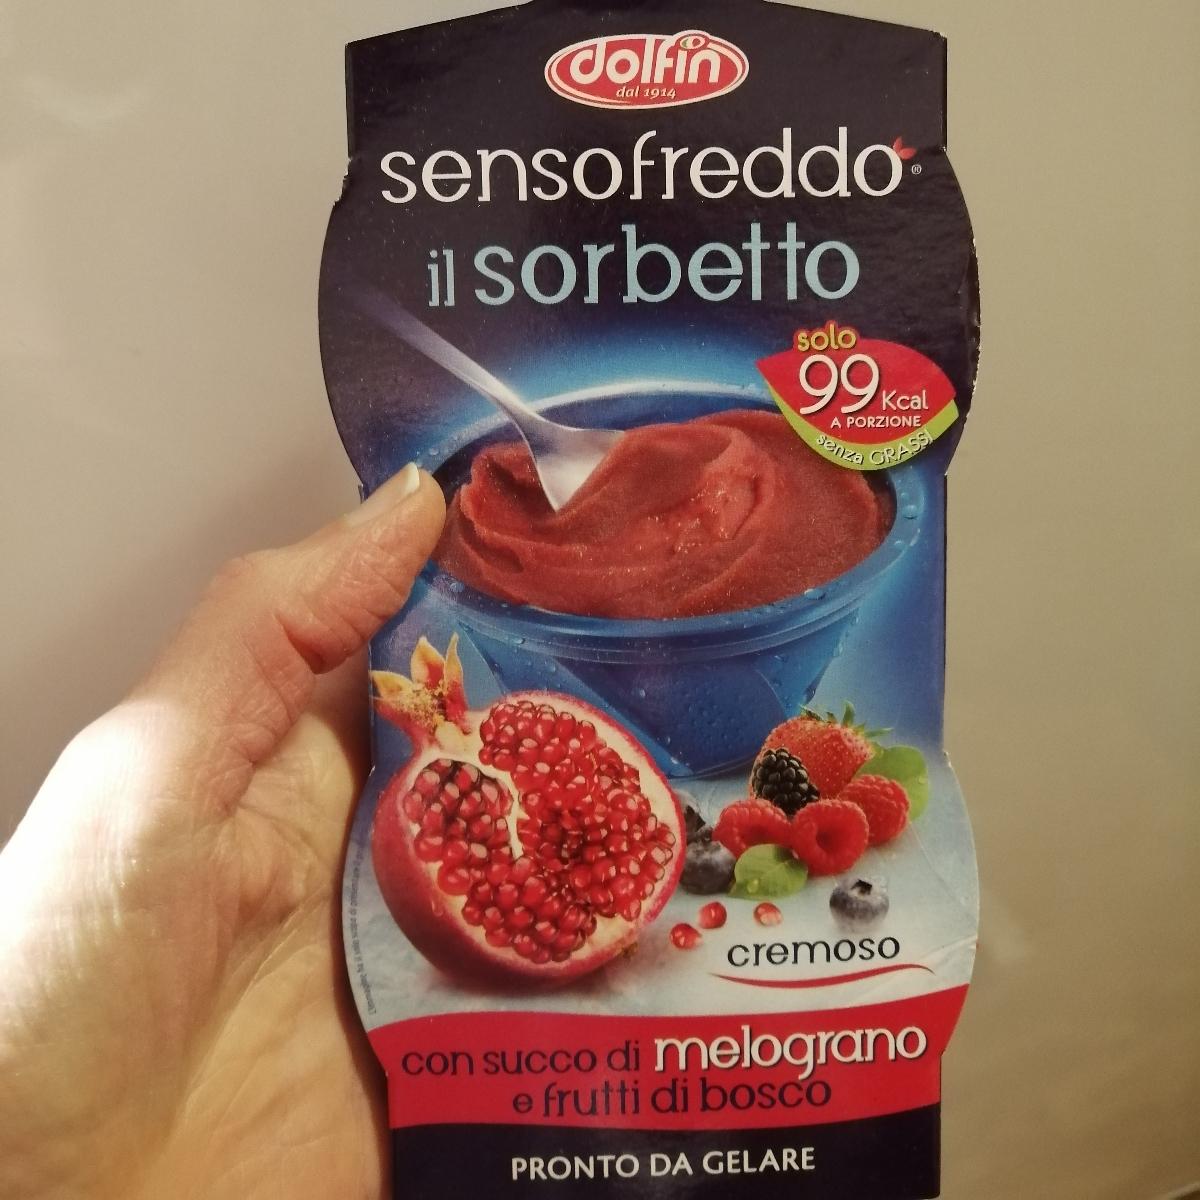 dolfin
dal 1914
sensofreddo®
il sorbetto
solo
99 Kcal
A PORZIONE
senza GRASSI
cremoso
con succo di melograno
e frutti di bosco
PRONTO DA GELARE